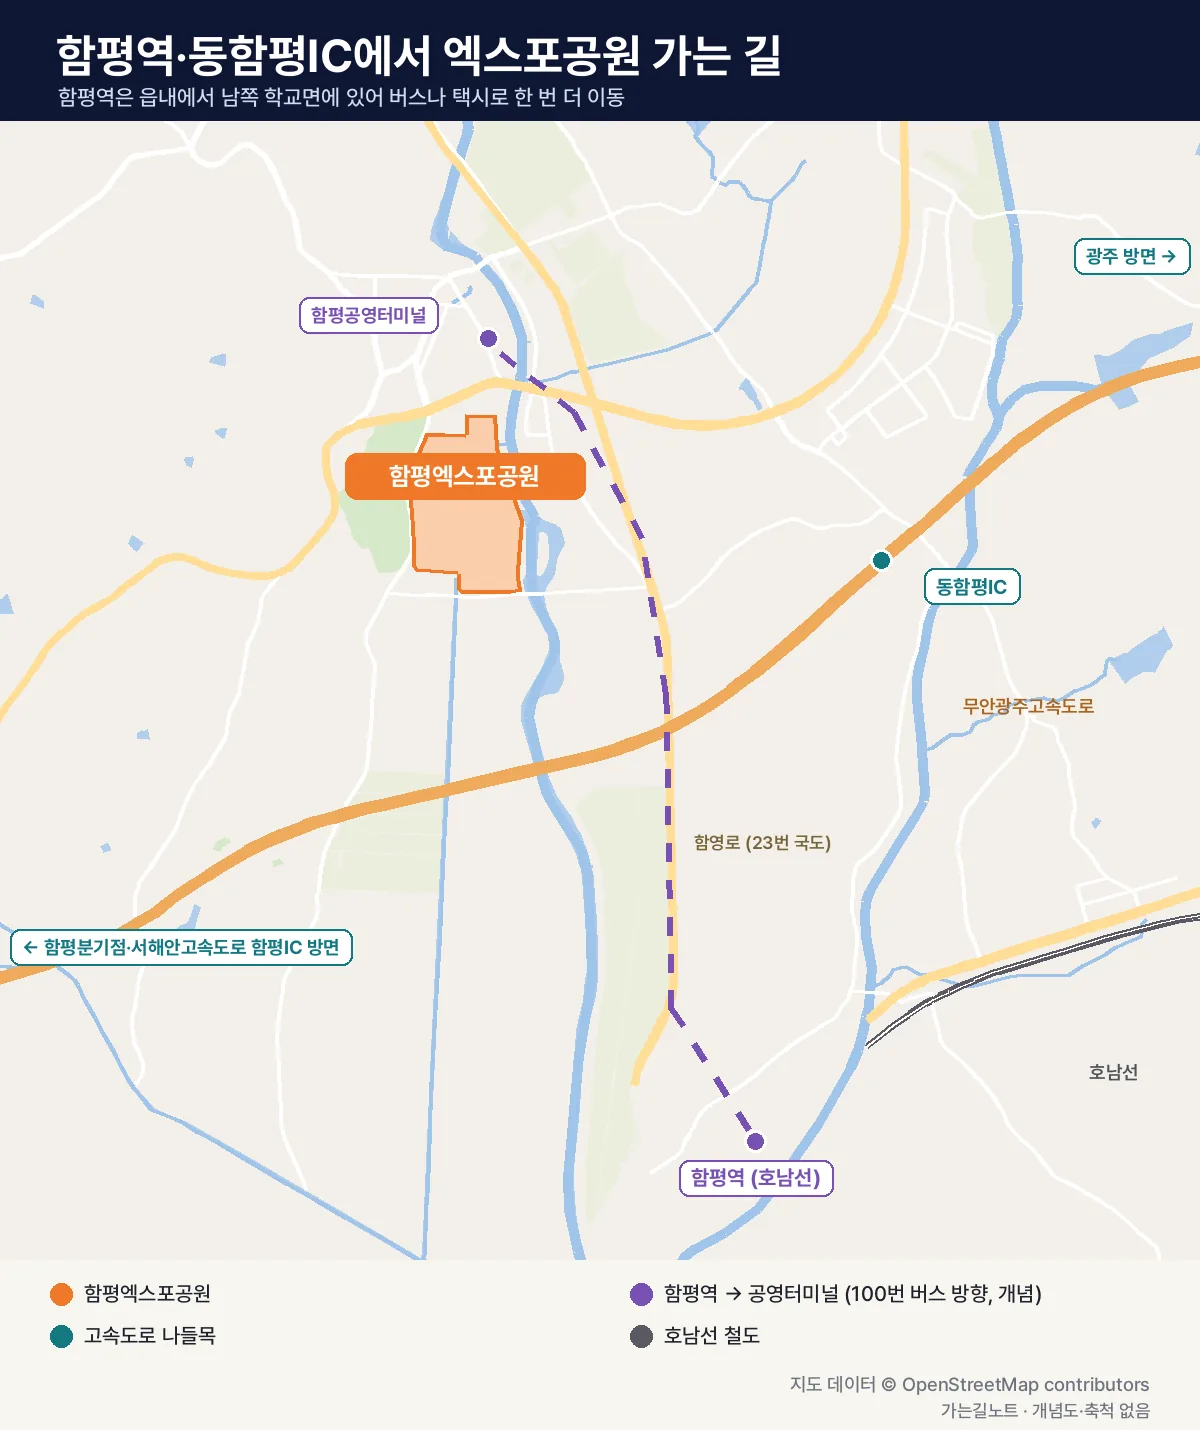 함평역·동함평IC에서 엑스포공원 가는 길
함평역은 읍내에서 남쪽 학교면에 있어 버스나 택시로 한 번 더 이동
광주 방면 →
함평공영터미널
함평엑스포공원
동함평IC
무안광주고속도로
함영로 (23번 국도)
← 함평분기점·서해안고속도로 함평IC 방면
호남선
함평역 (호남선)
함평엑스포공원
함평역 → 공영터미널 (100번 버스 방향, 개념)
고속도로 나들목
호남선 철도
지도 데이터 © OpenStreetMap contributors
가는길노트 · 개념도·축척 없음